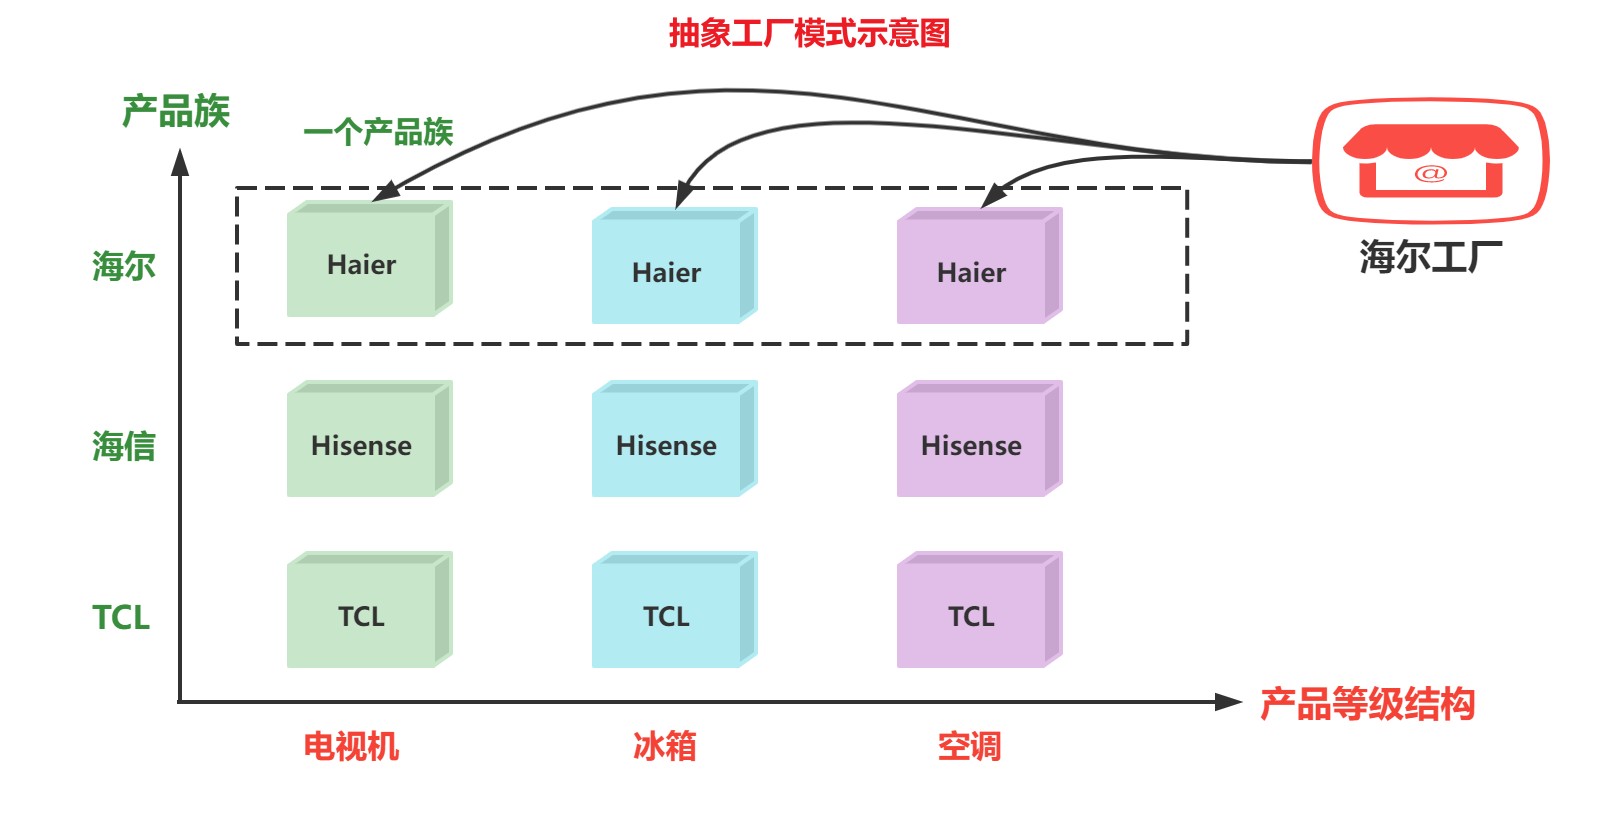 抽象工厂模式示意图
产品族
一个产品族
@
海尔工厂
海尔
Haier
Haier
Haier
海信
Hisense
Hisense
Hisense
TCL
TCL
TCL
TCL
产品等级结构
电视机
冰箱
空调